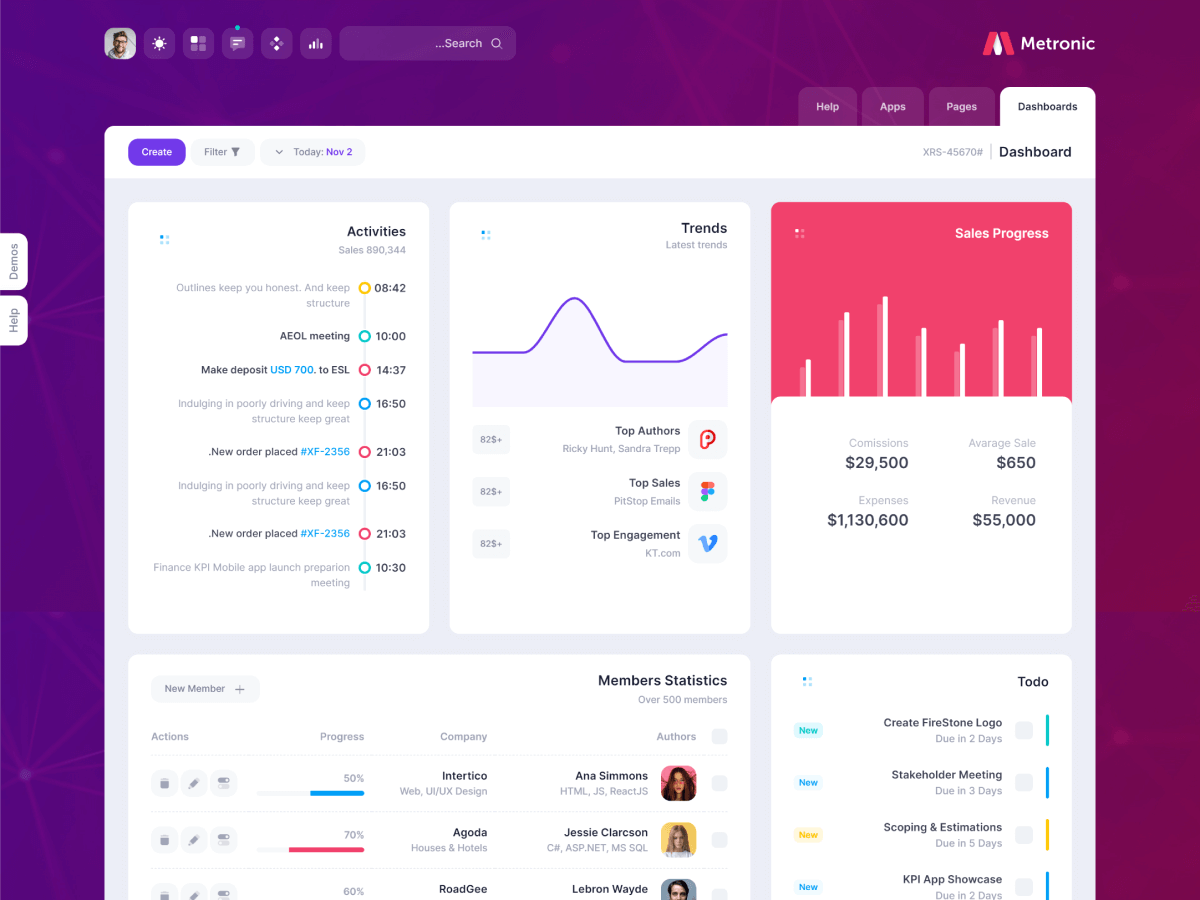 ...Search
Metronic
Help
Apps
Pages
Dashboards
Create
Filter
Today: Nov 2
XRS-45670#
Dashboard
Demos
Help
Activities
Sales 890,344
Outlines keep you honest. And keep
structure
08:42
AEOL meeting
10:00
Make deposit USD 700. to ESL
14:37
Indulging in poorly driving and keep
structure keep great
16:50
.New order placed #XF-2356
21:03
Indulging in poorly driving and keep
structure keep great
16:50
.New order placed #XF-2356
21:03
Finance KPI Mobile app launch preparion
meeting
10:30
Trends
Latest trends
82$+
Top Authors
Ricky Hunt, Sandra Trepp
82$+
Top Sales
PitStop Emails
82$+
Top Engagement
KT.com
Sales Progress
Comissions
$29,500
Avarage Sale
$650
Expenses
$1,130,600
Revenue
$55,000
New Member +
Members Statistics
Over 500 members
Actions
Progress
Company
Authors
50%
Intertico
Web, UI/UX Design
Ana Simmons
HTML, JS, ReactJS
70%
Agoda
Houses & Hotels
Jessie Clarcson
C#, ASP.NET, MS SQL
60%
RoadGee
Lebron Wayde
Todo
New
Create FireStone Logo
Due in 2 Days
New
Stakeholder Meeting
Due in 3 Days
New
Scoping & Estimations
Due in 5 Days
New
KPI App Showcase
Due in 2 Days